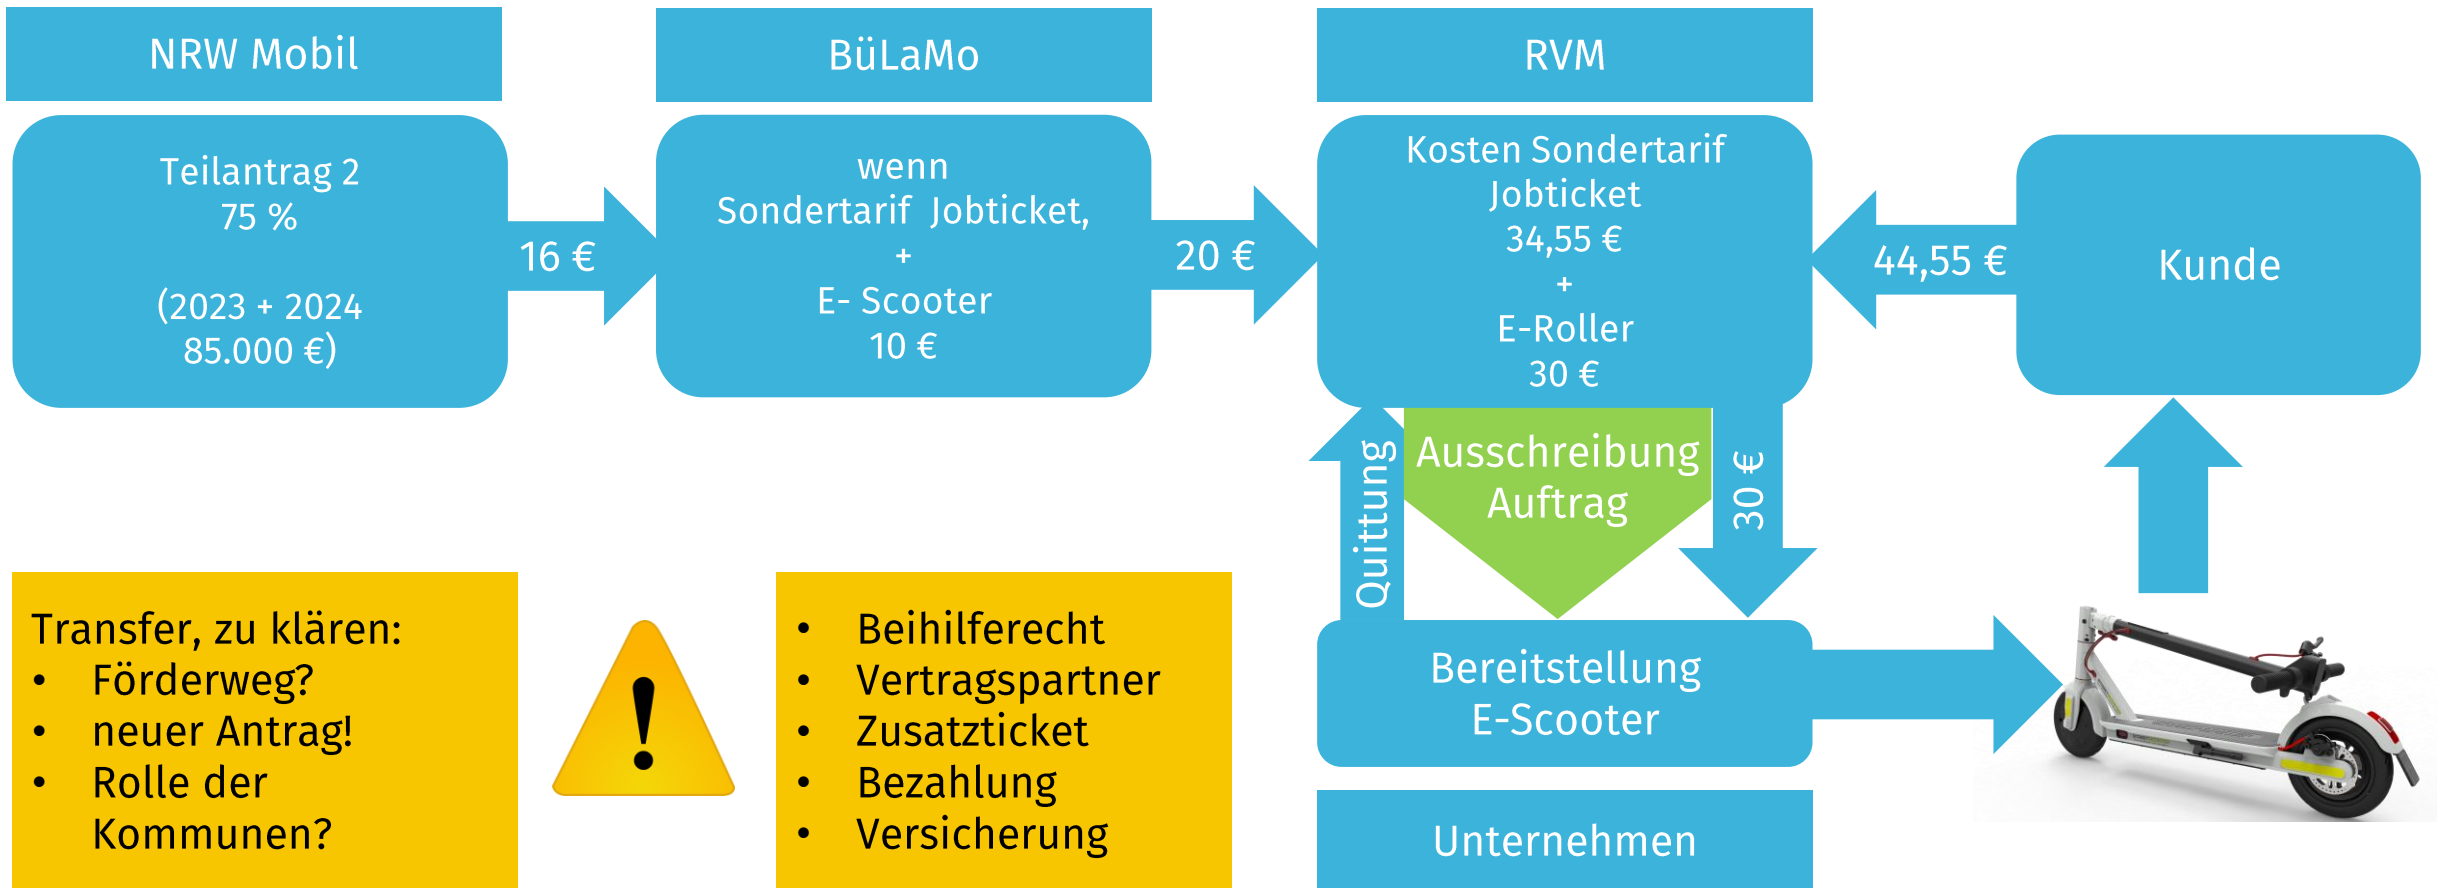 NRW Mobil
Teilantrag 2
75 %
(2023 + 2024
85.000 €)
16 €
BüLaMo
wenn
Sondertarif Jobticket,
+
E- Scooter
10 €
20 €
RVM
Kosten Sondertarif
Jobticket
34,55 €
+
E-Roller
30 €
44,55 €
Kunde
Quittung
Ausschreibung
Auftrag
30 €
Bereitstellung
E-Scooter
Unternehmen
Transfer, zu klären:
• Förderweg?
• neuer Antrag!
• Rolle der
Kommunen?
!
• Beihilferecht
• Vertragspartner
• Zusatzticket
• Bezahlung
• Versicherung